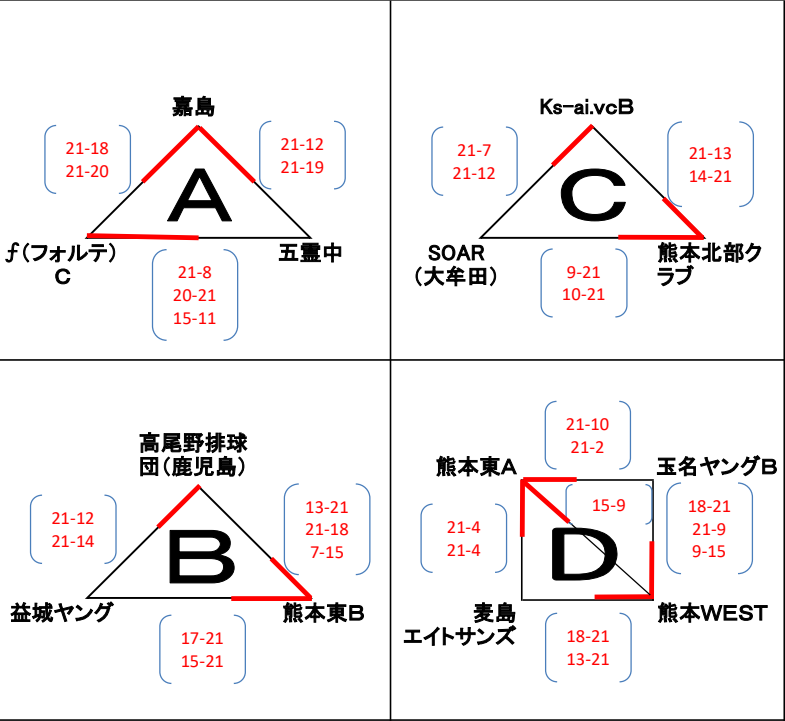 嘉島
21-18
21-20
21-12
21-19
A
ƒ(フォルテ)
C
五霊中
21-8
20-21
15-11
Ks-ai.vcB
21-7
21-12
21-13
14-21
C
SOAR
(大牟田)
熊本北部ク
ラブ
9-21
10-21
高尾野排球
団(鹿児島)
21-12
21-14
13-21
21-18
7-15
B
益城ヤング
熊本東B
17-21
15-21
21-10
21-2
熊本東A
玉名ヤングB
15-9
21-4
21-4
18-21
21-9
9-15
D
麦島
エイトサンズ
熊本WEST
18-21
13-21